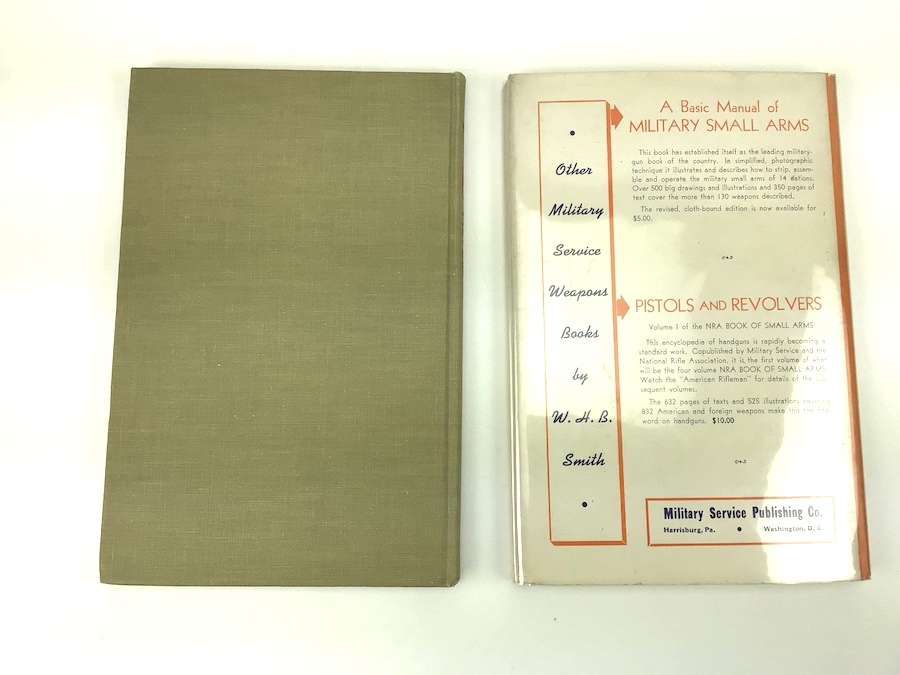 Other
Military
Service
Weapons
Books
by
W. H. B.
Smith
A Basic Manual of
MILITARY SMALL ARMS
This book has established itself as the leading military-
gun book of the country. In simplified, photographic
technique it illustrates and describes how to strip, assem-
ble and operate the military small arms of 14 nations.
Over 500 big drawings and illustrations and 350 pages of
text cover the more than 130 weapons described.
The revised, cloth-bound edition is now available for
$5.00.
PISTOLS AND REVOLVERS
Volume I of the NRA BOOK OF SMALL ARMS
This encyclopedia of handguns is rapidly becoming a
standard work. Copublished by Military Service and the
National Rifle Association, it is the first volume of what
will be the four volume NRA BOOK OF SMALL ARMS.
Watch the "American Rifleman" for details of the sub-
sequent volumes.
The 632 pages of texts and 525 illustrations covering
832 American and foreign weapons make this the
word on handguns. $10.00
Military Service Publishing Co.
Harrisburg, Pa. • Washington, D. C.